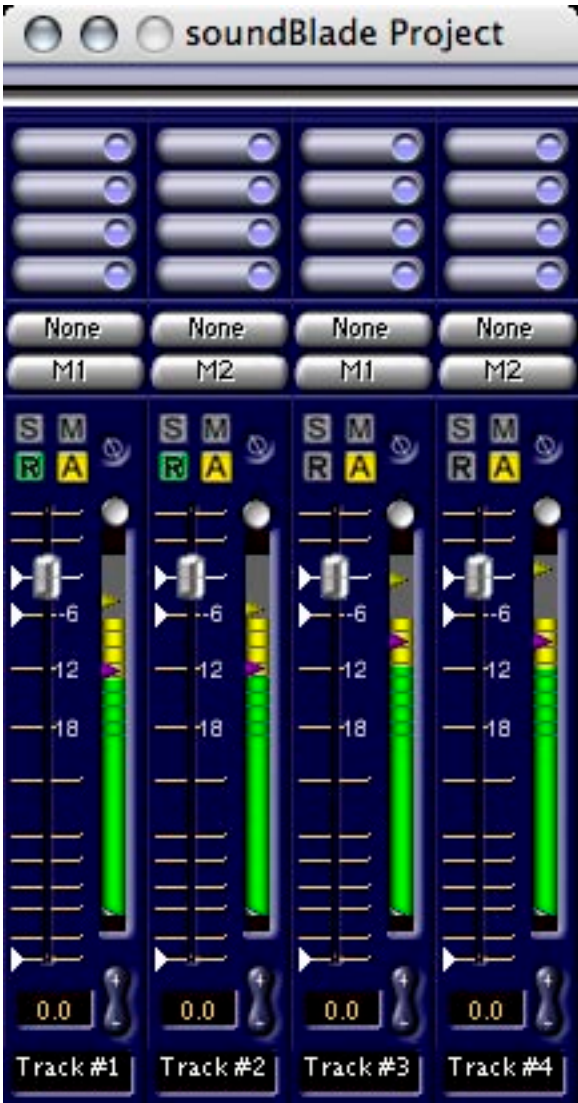 soundBlade Project
None None None None
M1 M2 M1 M2
S M S M S M S M
R A R A R A R A
-6 -6 -6 -6
-12 -12 -12 -12
-18 -18 -18 -18
+ + + +
0.0 0.0 0.0 0.0
- - - -
Track #1 Track #2 Track #3 Track #4